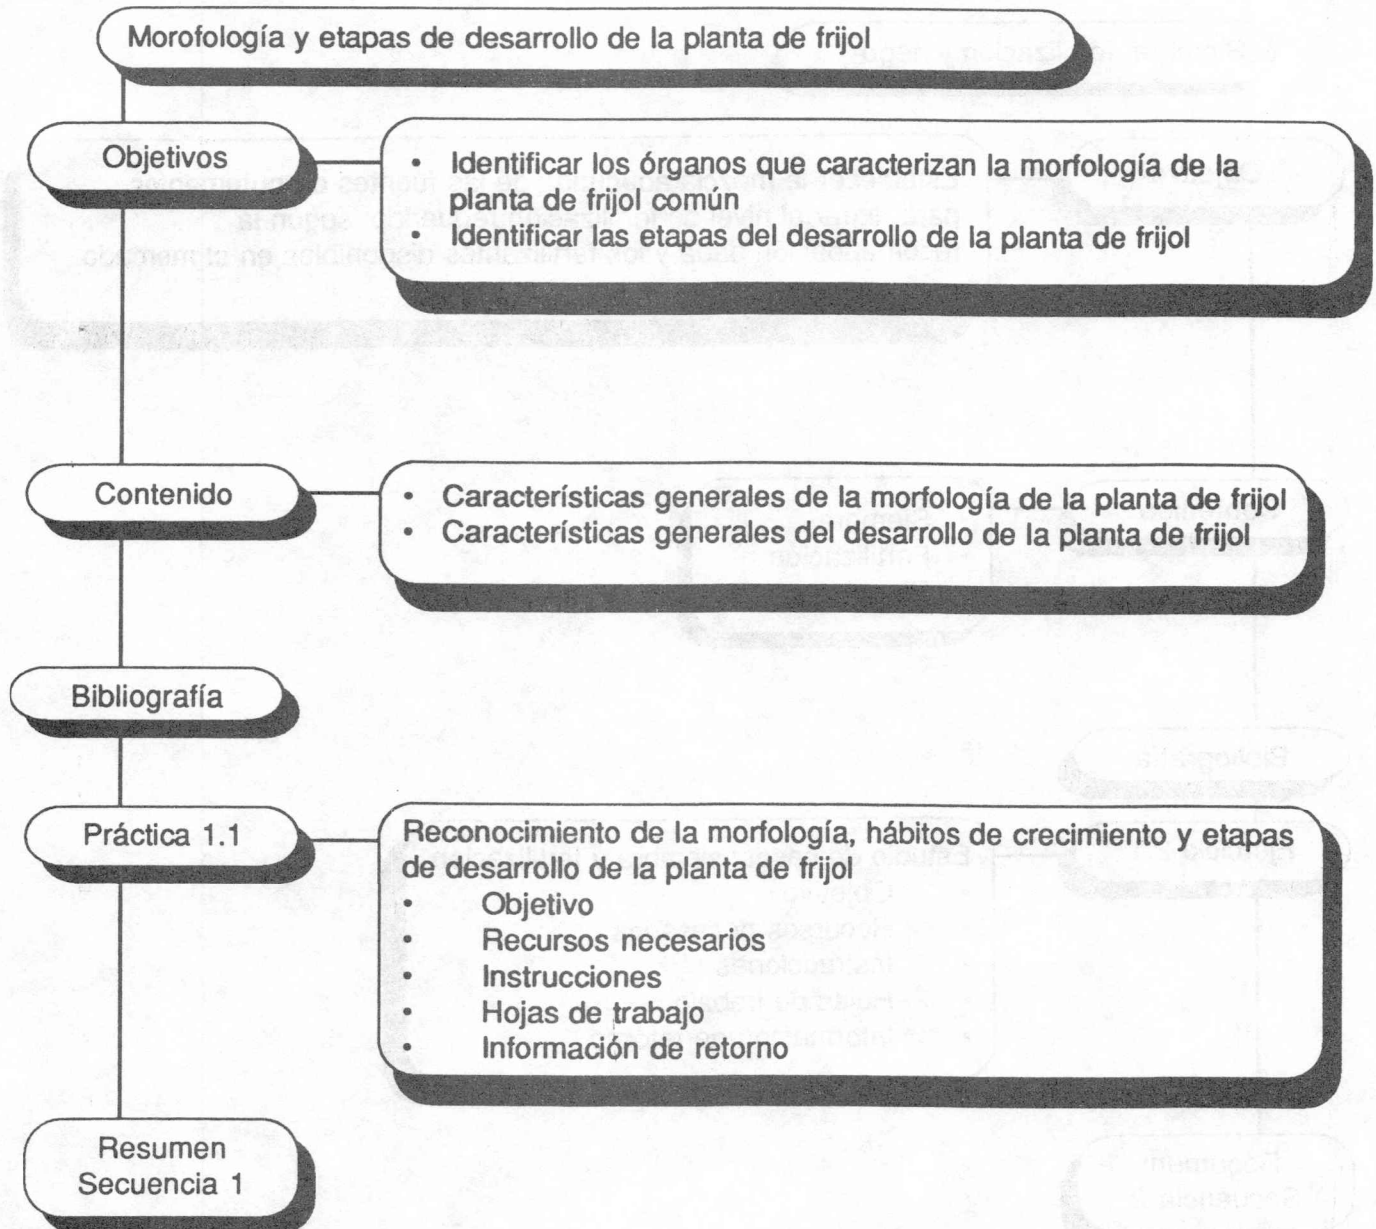 Morofología y etapas de desarrollo de la planta de frijol
Objetivos
• Identificar los órganos que caracterizan la morfología de la
planta de frijol comun
• Identificar las etapas del desarrollo de la planta de frijol
Contenido
• Características generales de la morfología de la planta de frijol
• Características generales del desarrollo de la planta de frijol
Bibliografía
Práctica 1.1
Reconocimiento de la morfología, hábitos de crecimiento y etapas
de desarrollo de la planta de frijol
• Objetivo
• Recursos necesarios
• Instrucciones
• Hojas de trabajo
• Información de retorno
Resumen
Secuencia 1